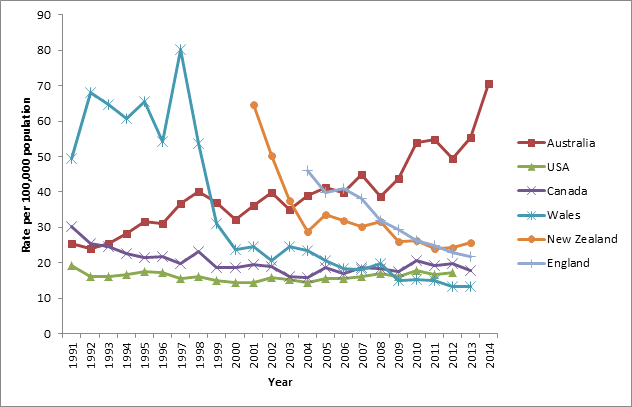 90
80
70
60
50
40
30
20
10
0
Rate per 100,000 population
1991 1992 1993 1994 1995 1996 1997 1998 1999 2000 2001 2002 2003 2004 2005 2006 2007 2008 2009 2010 2011 2012 2013 2014
Year
Australia
USA
Canada
Wales
New Zealand
England